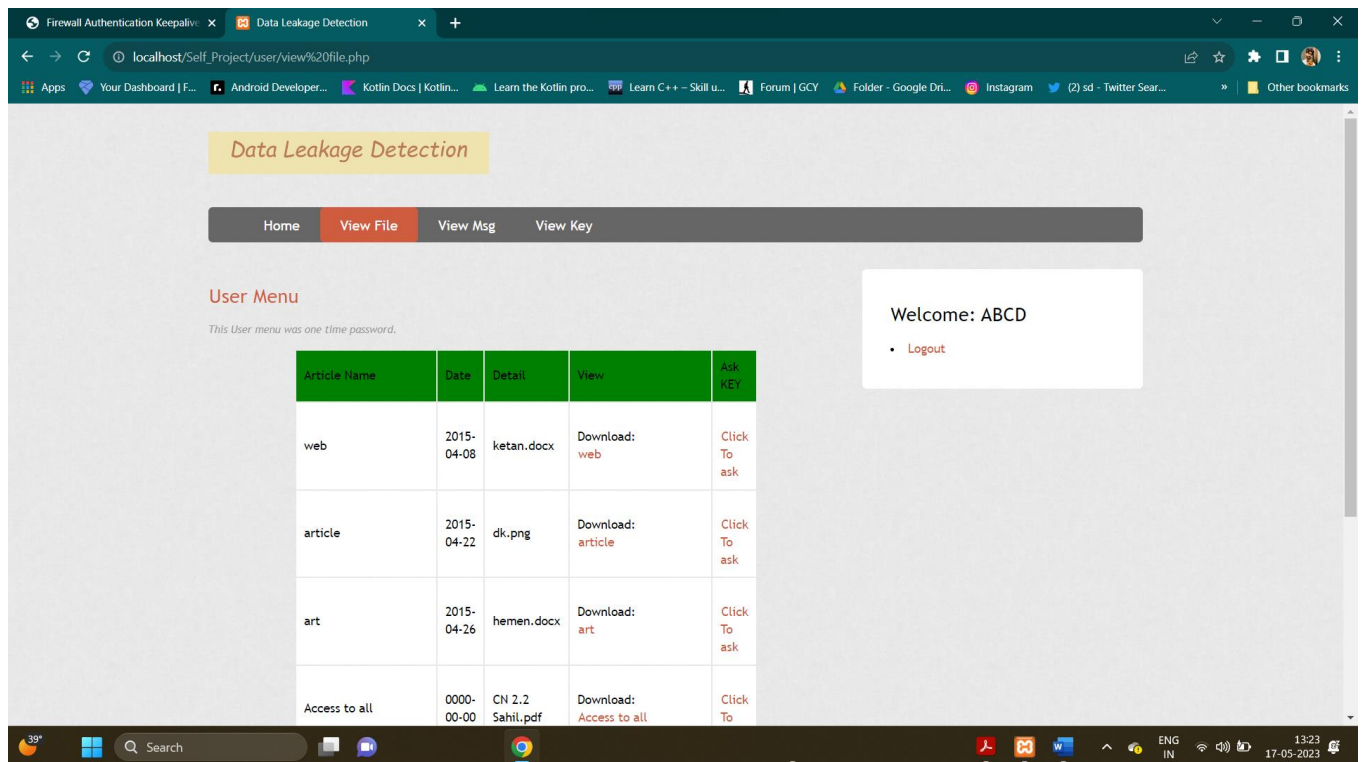 Firewall Authentication Keepalive
Data Leakage Detection
localhost/Self_Project/user/view%20file.php
Apps
Your Dashboard | F...
Android Developer...
Kotlin Docs | Kotlin...
Learn the Kotlin pro...
Learn C++ – Skill u...
Forum | GCY
Folder - Google Dri...
Instagram
(2) sd - Twitter Sear...
»
Other bookmarks
Data Leakage Detection
Home View File View Msg View Key
User Menu
This User menu was one time password.
Welcome: ABCD
Logout
Article Name Date Detail View Ask
KEY
web 2015-
04-08 ketan.docx Download:
web Click
To
ask
article 2015-
04-22 dk.png Download:
article Click
To
ask
art 2015-
04-26 hemen.docx Download:
art Click
To
ask
Access to all 0000-
00-00 CN 2.2
Sahil.pdf Download:
Access to all Click
To
39°
Search
ENG
IN
13:23
17-05-2023